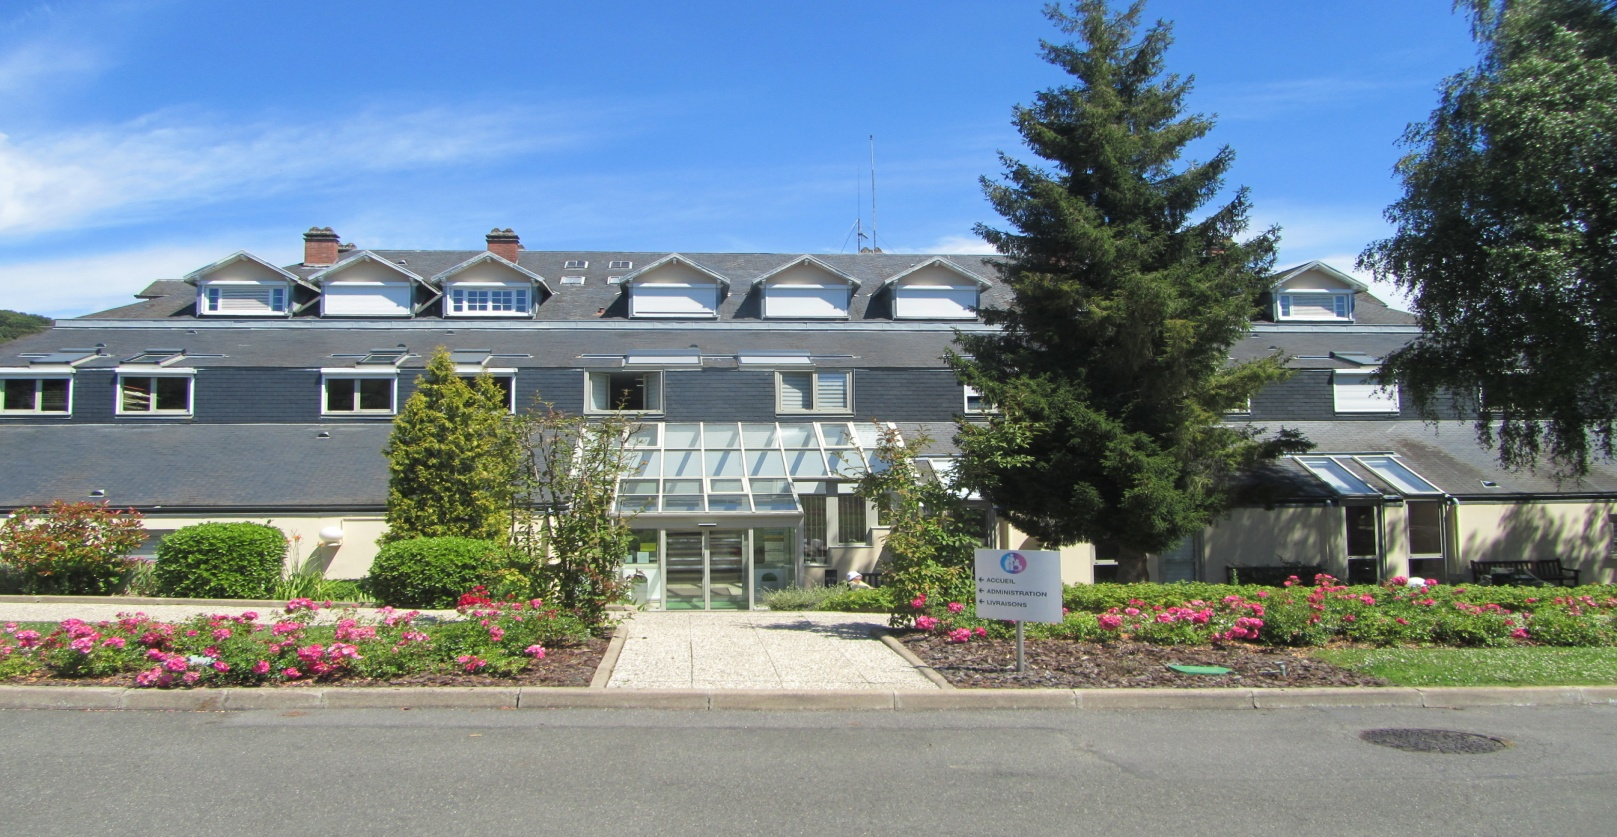 ← ACCUEIL
← ADMINISTRATION
← LIVRAISONS